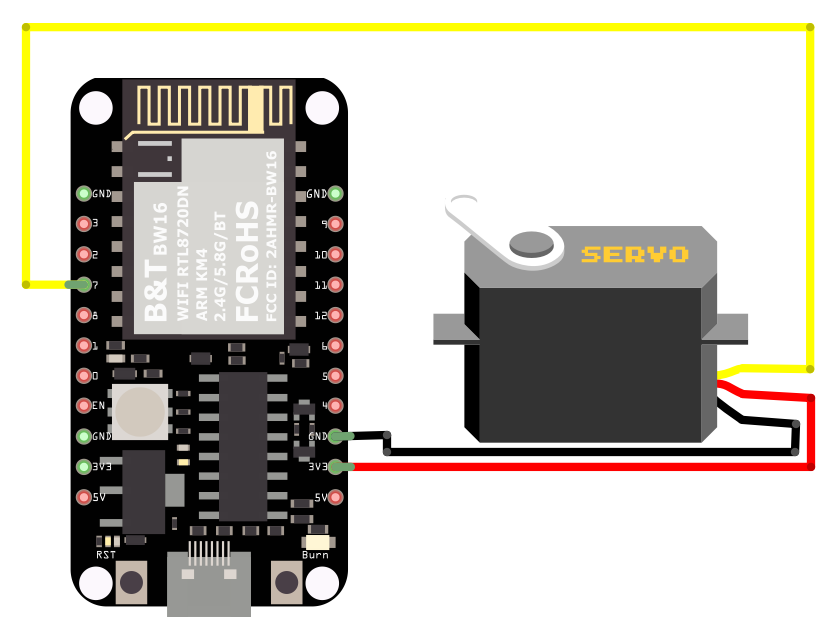 B&T BW16
WIFI RTL8720DN
ARM KM4
2.4G/5.8G/BT
FCRoHS
FCC ID: 2AHMR-BW16
GND
3
2
7
8
1
0
EN
GND
3V3
5V
RST
GND
9
10
11
12
6
5
4
GND
3V3
5V
Burn
SERVO